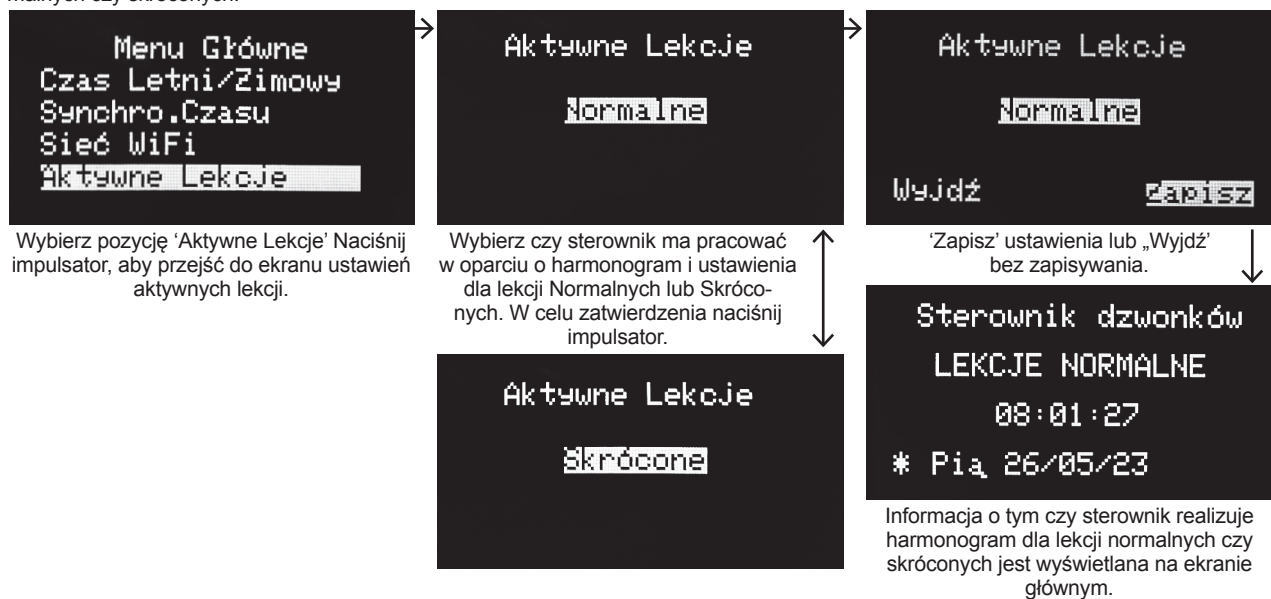 malnych czy skróconych.
Menu Główne
Czas Letni/Zimowy
Synchro.Czasu
Sieć WiFi
Aktywne Lekcje
Wybierz pozycję ‘Aktywne Lekcje’ Naciśnij
impulsator, aby przejść do ekranu ustawień
aktywnych lekcji.
Aktywne Lekcje
Normalne
Wybierz czy sterownik ma pracować
w oparciu o harmonogram i ustawienia
dla lekcji Normalnych lub Skróco-
nych. W celu zatwierdzenia naciśnij
impulsator.
Aktywne Lekcje
Skrócone
Aktywne Lekcje
Normalne
Wyjdź Zapisz
‘Zapisz’ ustawienia lub „Wyjdź’
bez zapisywania.
Sterownik dzwonków
LEKCJE NORMALNE
08:01:27
* Pią 26/05/23
Informacja o tym czy sterownik realizuje
harmonogram dla lekcji normalnych czy
skróconych jest wyświetlana na ekranie
głównym.